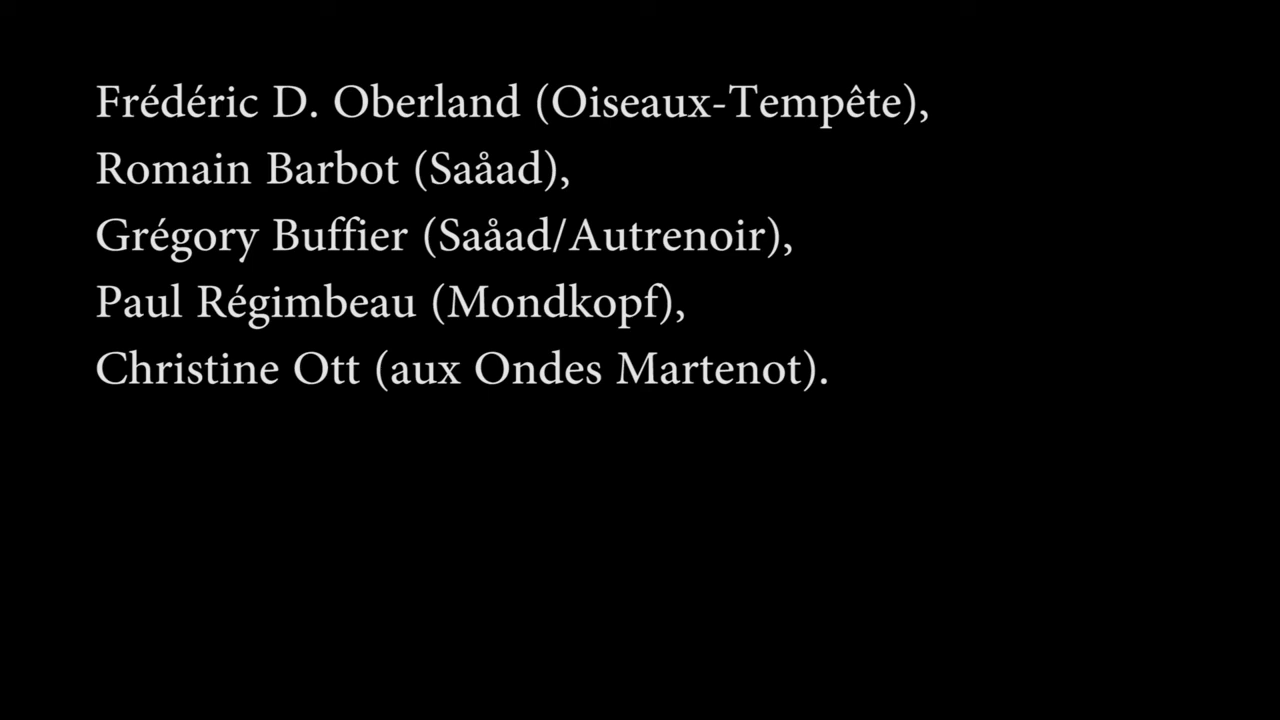 Frédéric D. Oberland (Oiseaux-Tempête),
Romain Barbot (Saåad),
Grégory Buffier (Saåad/Autrenoir),
Paul Régimbeau (Mondkopf),
Christine Ott (aux Ondes Martenot).